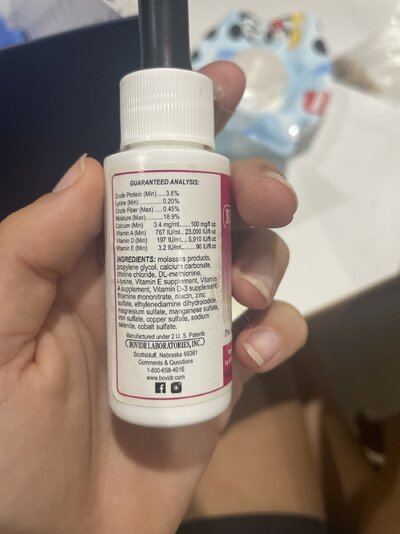 GUARANTEED ANALYSIS:
Crude Protein (Min)....3.6%
Lysine (Min)..............0.20%
Crude Fiber (Max)....0.45%
Moisture (Max)..........18.9%
Calcium (Min) 3.4 mg/mL......100 mg/fl oz
Vitamin A (Min) 767 IU/mL..23,000 IU/fl oz
Vitamin D (Min) 197 IU/mL...5,910 IU/fl oz
Vitamin E (Min) 3.2 IU/mL.......90 IU/fl oz
INGREDIENTS: molasses products,
propylene glycol, calcium carbonate,
choline chloride, DL-methionine,
l-lysine, Vitamin E supplement, Vitamin
A supplement, Vitamin D-3 supplement,
thiamine mononitrate, niacin, zinc
sulfate, ethylenediamine dihydroiodide,
magnesium sulfate, manganese sulfate,
iron sulfate, copper sulfate, sodium
selenite, cobalt sulfate.
Manufactured under 2 U. S. Patents
BOVIDR LABORATORIES, INC.
Scottsbluff, Nebraska 69361
Comments & Questions
1-800-658-4016
www.bovidr.com